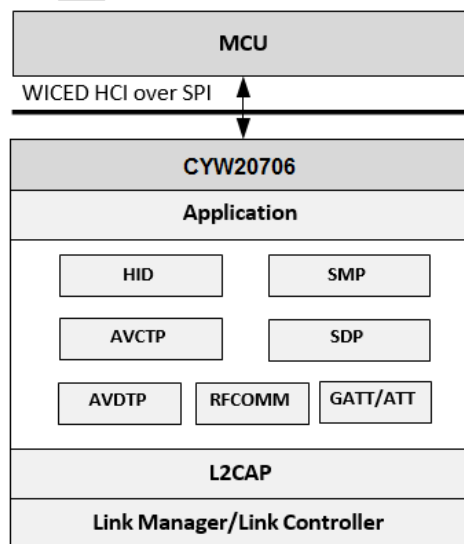 MCU
WICED HCI over SPI
CYW20706
Application
HID SMP
AVCTP SDP
AVDTP RFCOMM GATT/ATT
L2CAP
Link Manager/Link Controller